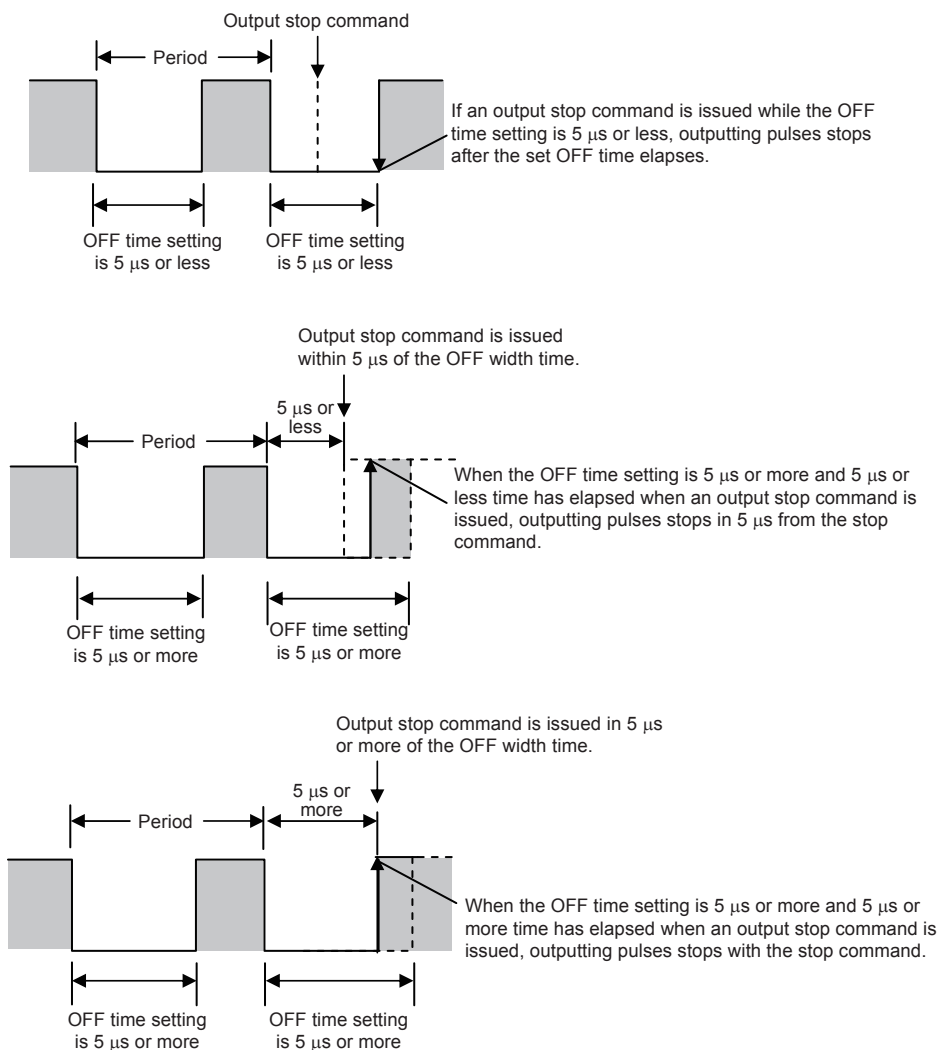 Output stop command
Period
If an output stop command is issued while the OFF
time setting is 5 μs or less, outputting pulses stops
after the set OFF time elapses.
OFF time setting
is 5 μs or less
OFF time setting
is 5 μs or less
Output stop command is issued
within 5 μs of the OFF width time.
5 μs or
less
Period
When the OFF time setting is 5 μs or more and 5 μs or
less time has elapsed when an output stop command is
issued, outputting pulses stops in 5 μs from the stop
command.
OFF time setting
is 5 μs or more
OFF time setting
is 5 μs or more
Output stop command is issued in 5 μs
or more of the OFF width time.
5 μs or
more
Period
When the OFF time setting is 5 μs or more and 5 μs or
more time has elapsed when an output stop command is
issued, outputting pulses stops with the stop command.
OFF time setting
is 5 μs or more
OFF time setting
is 5 μs or more